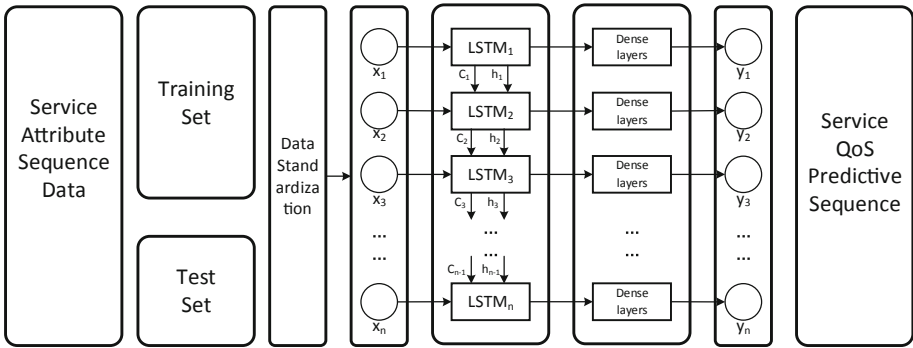 Service
Attribute
Sequence
Data
Training
Set
Test
Set
Data
Stand
ardiza
tion
x1
x2
x3
...
...
xn
LSTM1
C1
h1
LSTM2
C2
h2
LSTM3
C3
h3
...
...
Cn-1
hn-1
LSTMn
Dense
layers
Dense
layers
Dense
layers
...
...
Dense
layers
y1
y2
y3
...
...
yn
Service
QoS
Predictive
Sequence